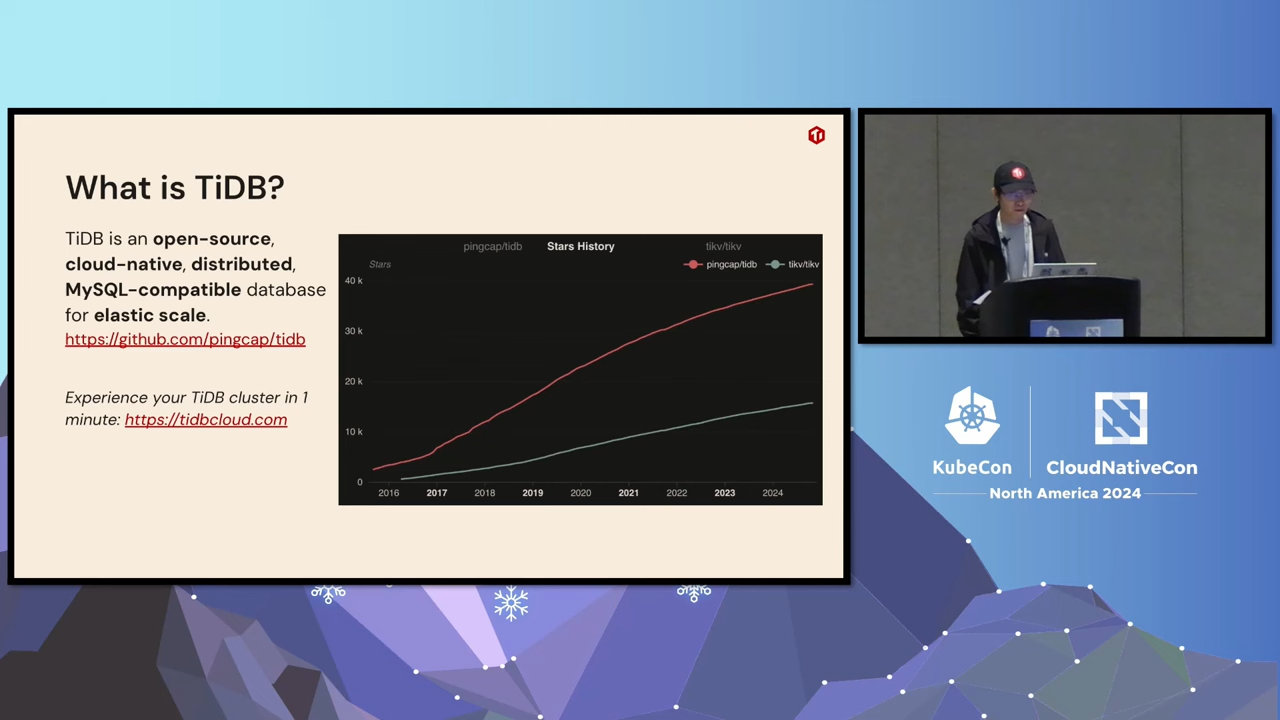 What is TiDB?
TiDB is an open-source,
cloud-native, distributed,
MySQL-compatible database
for elastic scale.
https://github.com/pingcap/tidb
Experience your TiDB cluster in 1
minute: https://tidbcloud.com
pingcap/tidb Stars History tikv/tikv
Stars pingcap/tidb tikv/tikv
40 k
30 k
20 k
10 k
0
2016 2017 2018 2019 2020 2021 2022 2023 2024
KubeCon CloudNativeCon
North America 2024